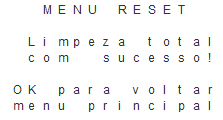 MENU RESET
Limpeza total
com sucesso!
OK para voltar
menu principal